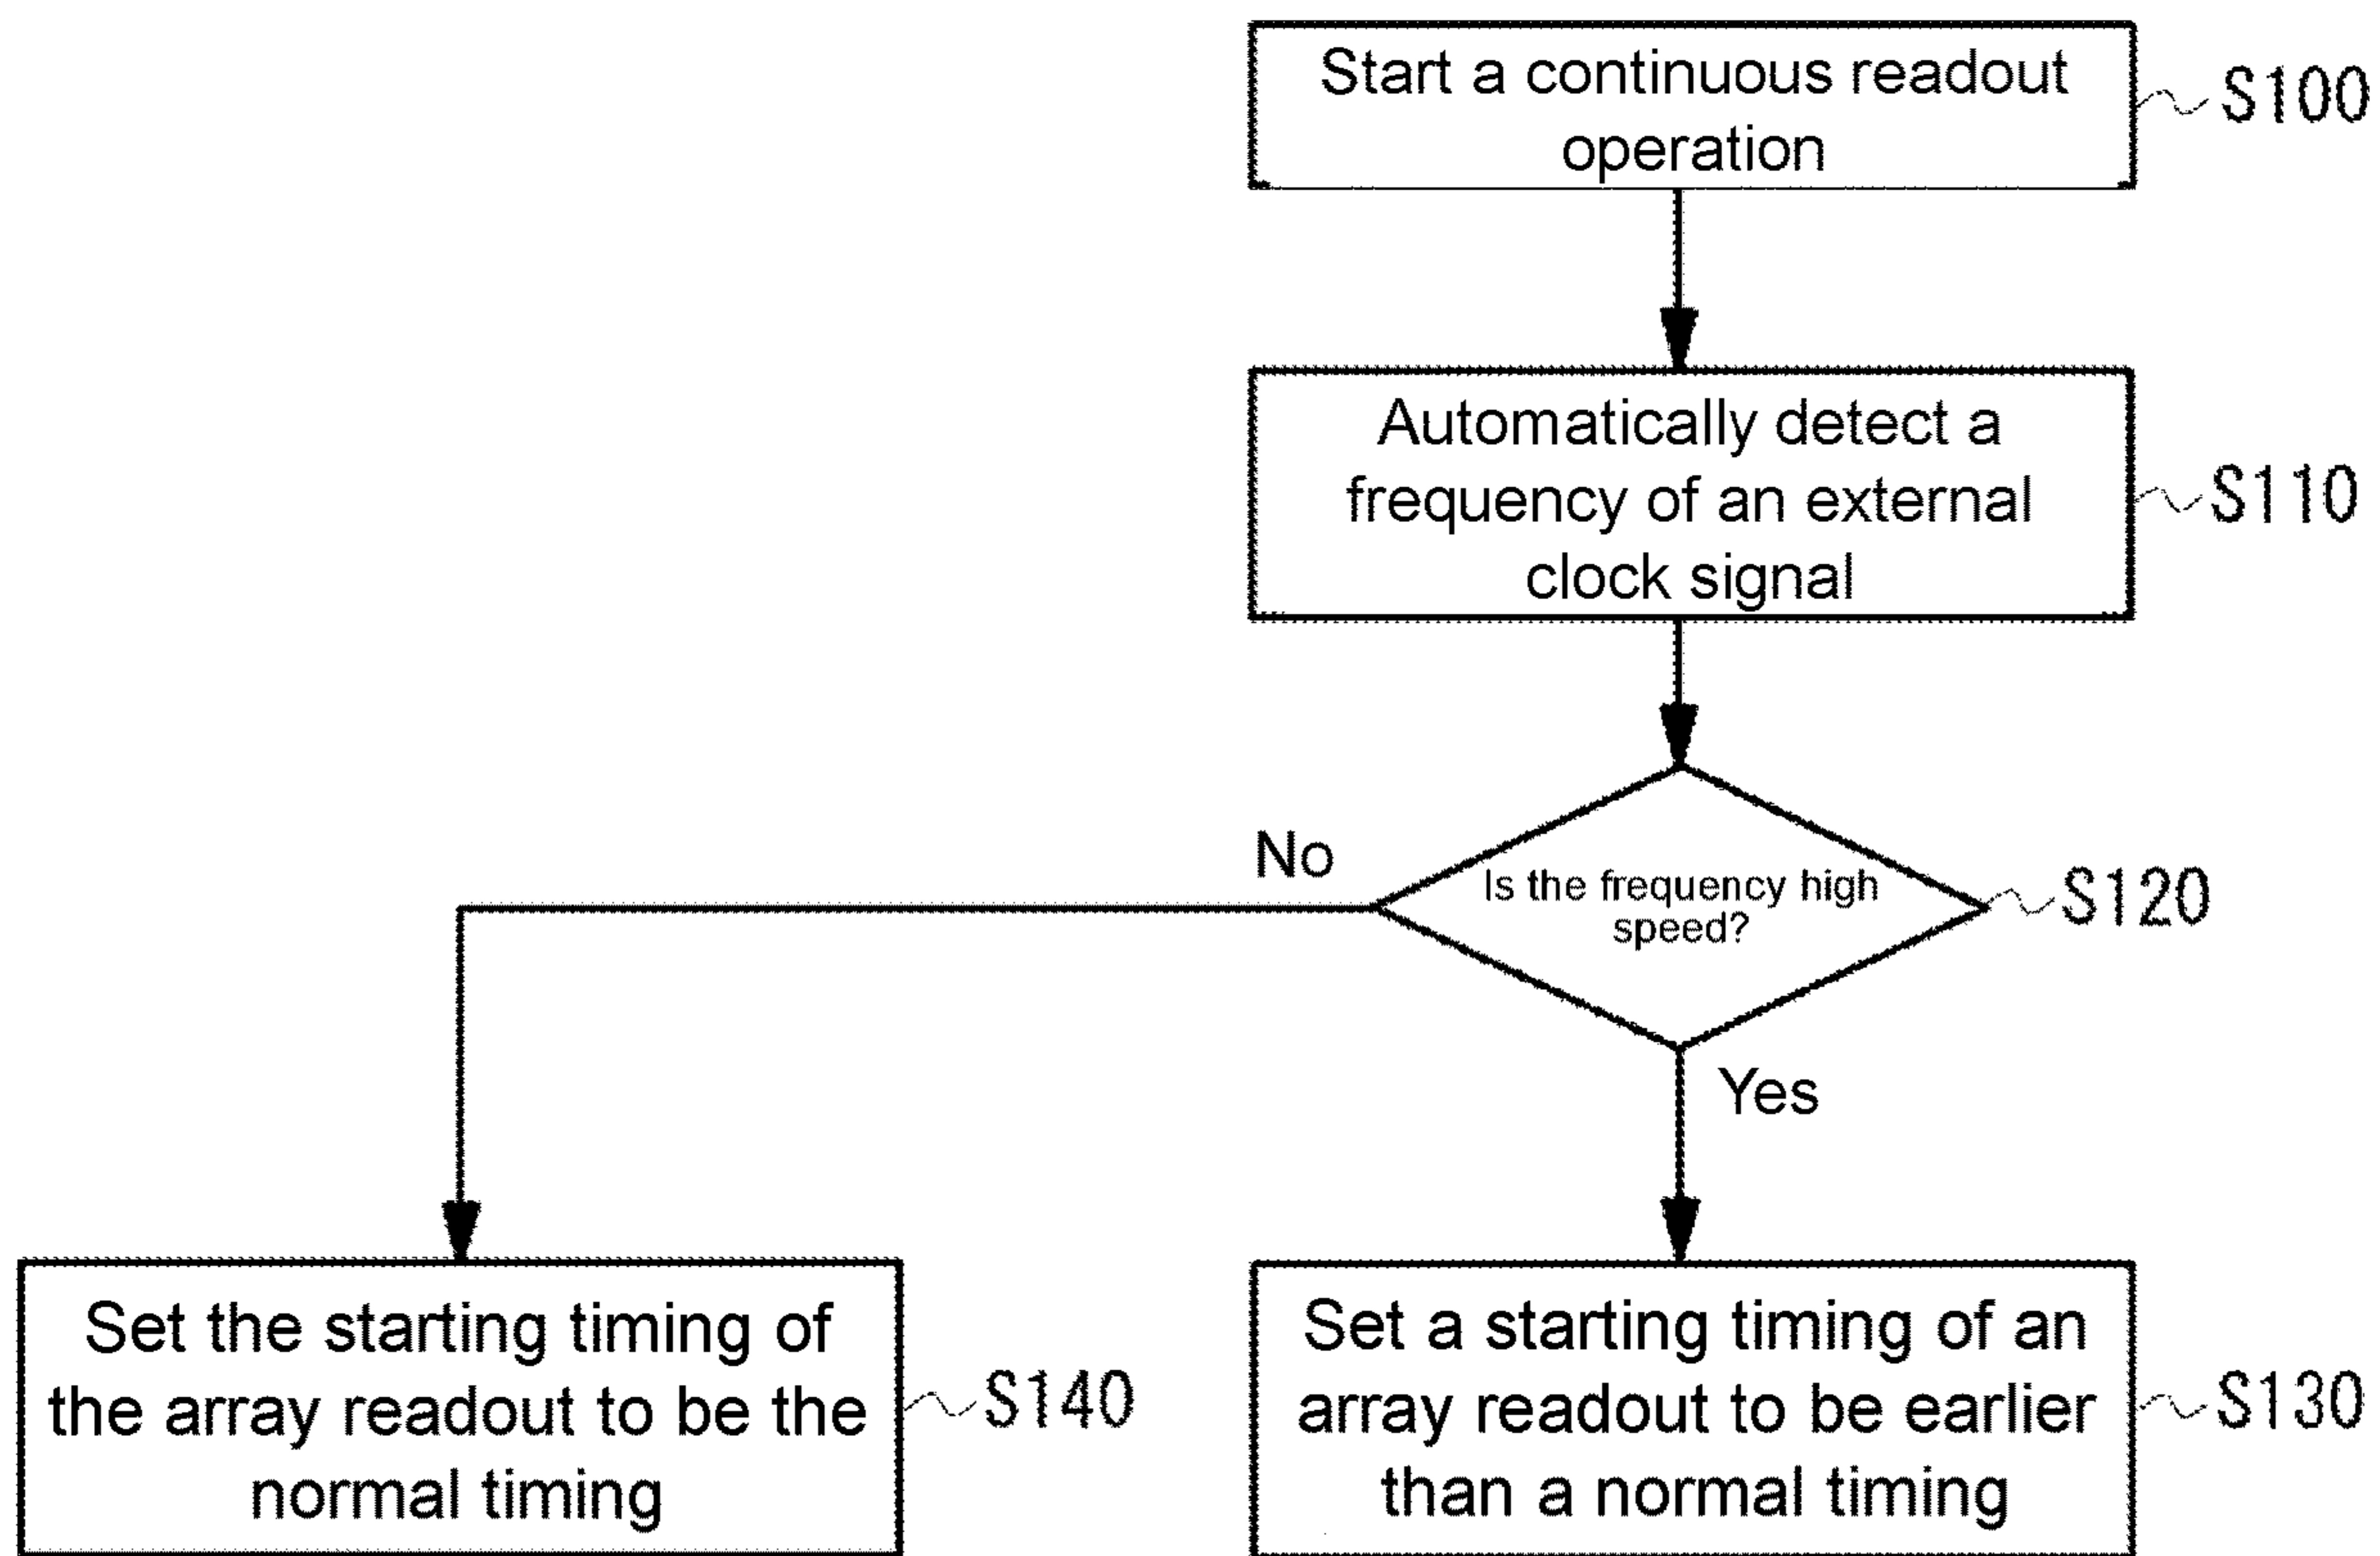 Start a continuous readout
operation
S100
Automatically detect a
frequency of an external
clock signal
S110
No
Is the frequency high
speed?
S120
Yes
Set the starting timing of
the array readout to be the
normal timing
S140
Set a starting timing of an
array readout to be earlier
than a normal timing
S130